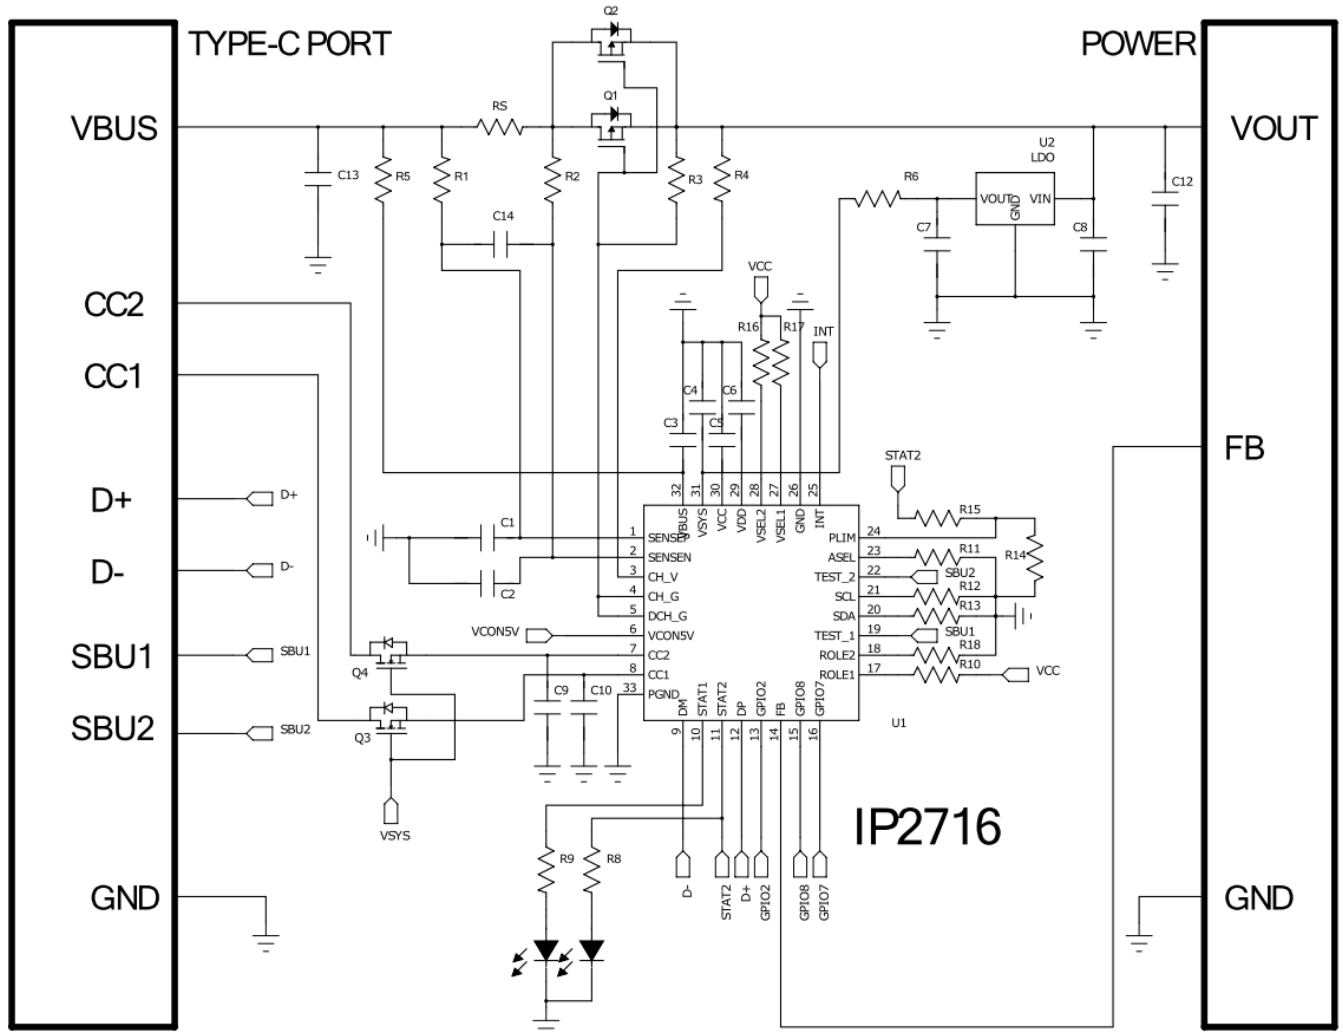 Q2
TYPE-C PORT
POWER
RS
Q1
VBUS
VOUT
U2
LDO
C13
R5
R1
R2
R3
R4
R6
VOUT
GND
VIN
C12
C14
C7
C8
CC2
VCC
R16
R17
INT
CC1
C4
C6
C3
C5
FB
STAT2
32
31
30
29
28
27
26
25
D+
D+
VBUS
VSYS
VCC
VDD
VSEL2
VSEL1
GND
INT
R15
C1
1
SENSEP
PLIM
24
2
SENSEN
ASEL
23
R11
R14
D-
D-
3
CH_V
TEST_2
22
SBU2
C2
4
CH_G
SCL
21
R12
5
DCH_G
SDA
20
R13
VCON5V
6
VCON5V
TEST_1
19
SBU1
SBU1
SBU1
7
CC2
ROLE2
18
R18
Q4
8
CC1
ROLE1
17
R10
VCC
C9
C10
33
PGND
DM
STAT1
STAT2
DP
GPIO2
FB
GPIO8
GPIO7
SBU2
SBU2
Q3
9
10
11
12
13
14
15
16
U1
VSYS
IP2716
R9
R8
D-
STAT2
D+
GPIO2
GPIO8
GPIO7
GND
GND